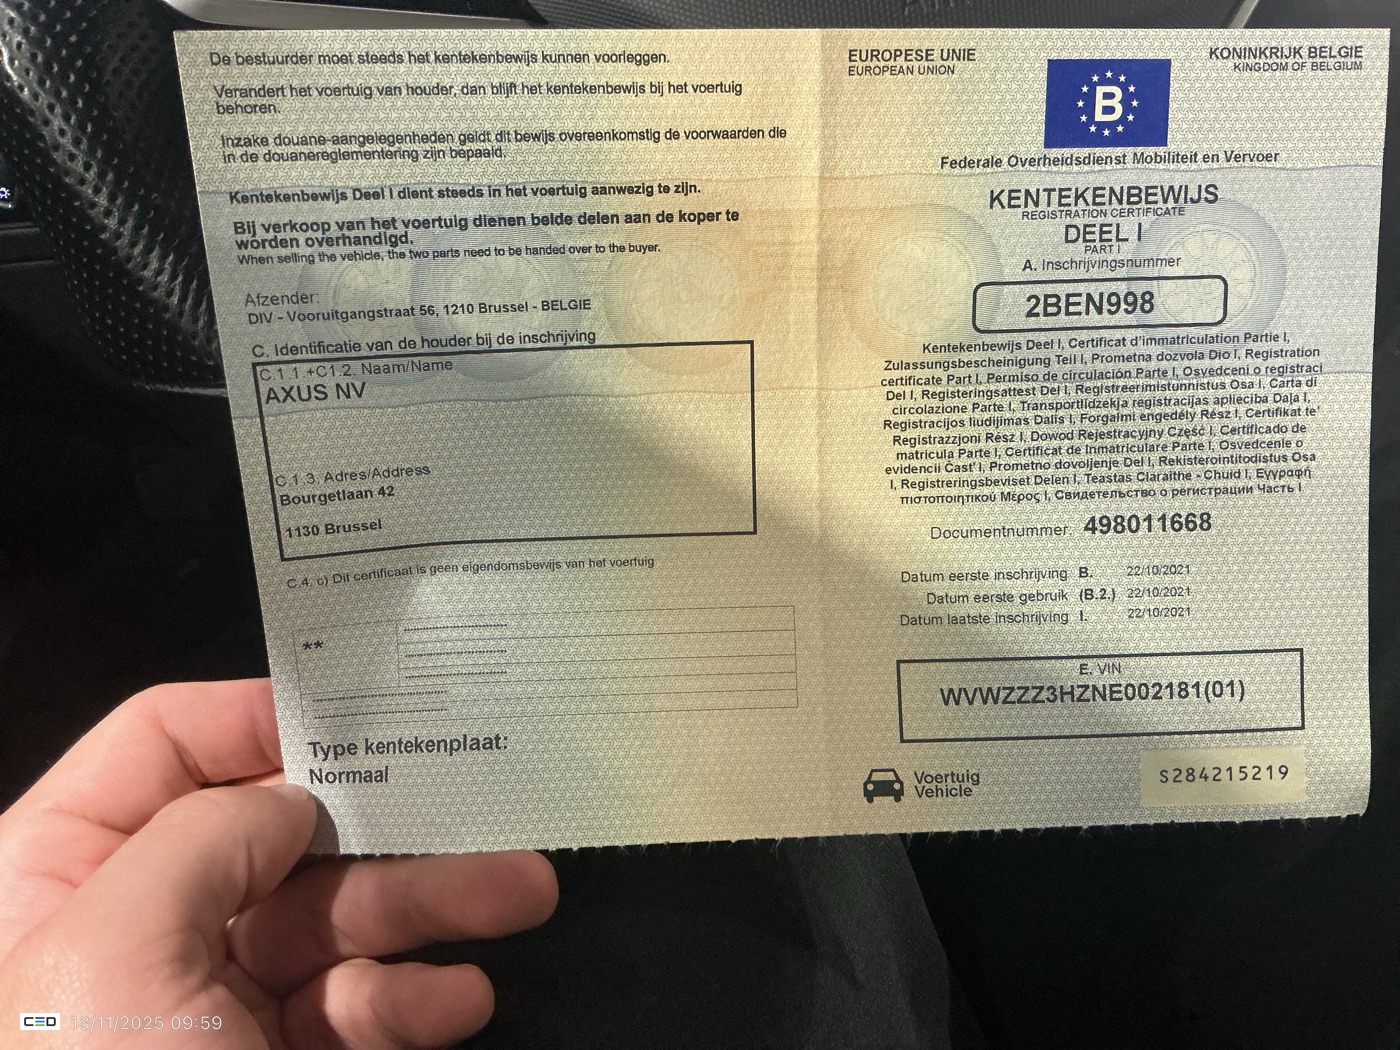 De bestuurder moet steeds het kentekenbewijs kunnen voorleggen.
Verandert het voertuig van houder, dan blijft het kentekenbewijs bij het voertuig
behoren.
Inzake douane-aangelegenheden geldt dit bewijs overeenkomstig de voorwaarden die
in de douanereglementering zijn bepaald.
Kentekenbewijs Deel I dient steeds in het voertuig aanwezig te zijn.
Bij verkoop van het voertuig dienen beide delen aan de koper te
worden overhandigd.
When selling the vehicle, the two parts need to be handed over to the buyer.
Afzender:
DIV - Vooruitgangstraat 56, 1210 Brussel - BELGIE
C. Identificatie van de houder bij de inschrijving
C.1.1.+C1.2. Naam/Name
AXUS NV
C.1.3. Adres/Address
Bourgetlaan 42
1130 Brussel
C.4. c) Dit certificaat is geen eigendomsbewijs van het voertuig
**
Type kentekenplaat:
Normaal
EUROPESE UNIE
EUROPEAN UNION
B
KONINKRIJK BELGIE
KINGDOM OF BELGIUM
Federale Overheidsdienst Mobiliteit en Vervoer
KENTEKENBEWIJS
REGISTRATION CERTIFICATE
DEEL I
PART I
A. Inschrijvingsnummer
2BEN998
Kentekenbewijs Deel I, Certificat d'immatriculation Partie I,
Zulassungsbescheinigung Teil I, Prometna dozvola Dio I, Registration
certificate Part I, Permiso de circulación Parte I, Osvedceni o registraci
Del I, Registeringsattest Del I, Registreerimistunnistus Osa I, Carta di
circolazione Parte I, Transportlidzekja registracijas aplieciba Daļa I,
Registracijos liudijimas Dalis I, Forgalmi engedély Rész I, Certifikat te'
Registrazzjoni Rész I, Dowod Rejestracyjny Część I, Certificado de
matricula Parte I, Certificat de Inmatriculare Parte I, Osvedcenie o
evidencii Čast' I, Prometno dovoljenje Del I, Rekisterointitodistus Osa
I, Registreringsbeviset Delen I, Teastas Claraithe - Chuid I, Εγγραφή
πιστοποιητικού Μέρος I, Свидетельство о регистрации Часть I
Documentnummer: 498011668
Datum eerste inschrijving B. 22/10/2021
Datum eerste gebruik (B.2.) 22/10/2021
Datum laatste inschrijving I. 22/10/2021
E. VIN
WVWZZZ3HZNE002181(01)
Voertuig
Vehicle
S284215219
CED 13/11/2025 09:59